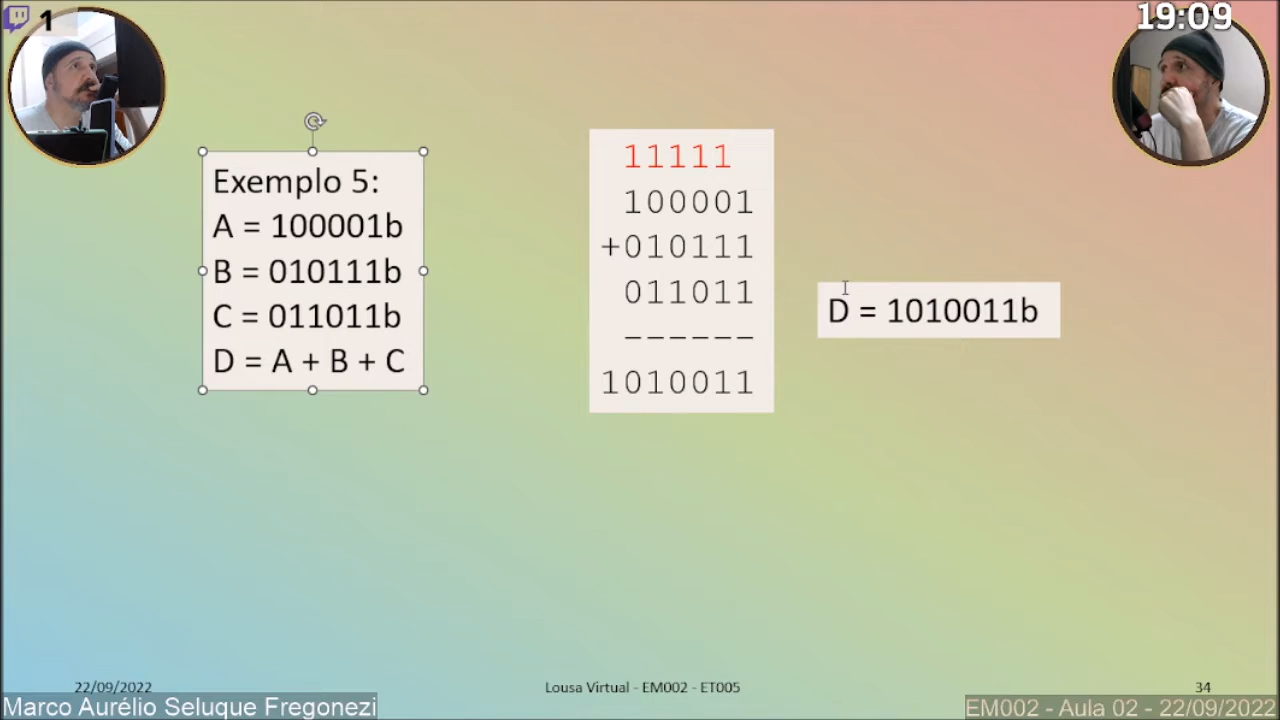 1
19:09
Exemplo 5:
A = 100001b
B = 010111b
C = 011011b
D = A + B + C
11111
100001
+010111
011011
------
1010011
D = 1010011b
22/09/2022
Lousa Virtual - EM002 - ET005
34
Marco Aurélio Seluque Fregonezi
EM002 - Aula 02 - 22/09/2022